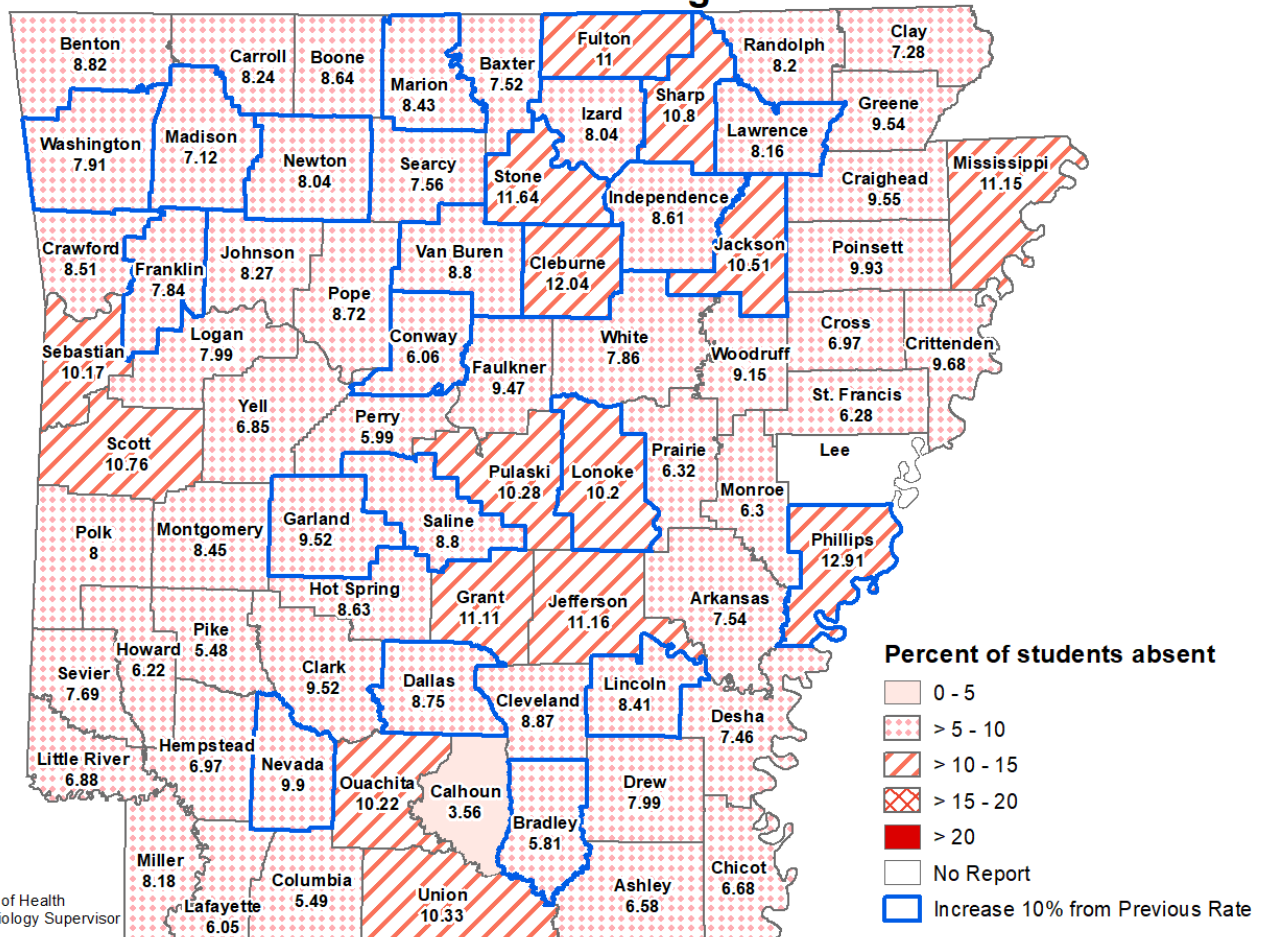 g
Benton
8.82
Carroll
8.24
Boone
8.64
Marion
8.43
Baxter
7.52
Fulton
11
Sharp
10.8
Randolph
8.2
Clay
7.28
Greene
9.54
Izard
8.04
Lawrence
8.16
Washington
7.91
Madison
7.12
Newton
8.04
Searcy
7.56
Stone
11.64
Independence
8.61
Craighead
9.55
Mississippi
11.15
Crawford
8.51
Franklin
7.84
Johnson
8.27
Pope
8.72
Van Buren
8.8
Cleburne
12.04
Jackson
10.51
Poinsett
9.93
Sebastian
10.17
Logan
7.99
Conway
6.06
Faulkner
9.47
White
7.86
Woodruff
9.15
Cross
6.97
Crittenden
9.68
St. Francis
6.28
Scott
10.76
Yell
6.85
Perry
5.99
Pulaski
10.28
Lonoke
10.2
Prairie
6.32
Monroe
6.3
Lee
Phillips
12.91
Polk
8
Montgomery
8.45
Garland
9.52
Saline
8.8
Hot Spring
8.63
Grant
11.11
Jefferson
11.16
Arkansas
7.54
Howard
6.22
Pike
5.48
Sevier
7.69
Clark
9.52
Dallas
8.75
Cleveland
8.87
Lincoln
8.41
Desha
7.46
Little River
6.88
Hempstead
6.97
Nevada
9.9
Ouachita
10.22
Calhoun
3.56
Bradley
5.81
Drew
7.99
Miller
8.18
Lafayette
6.05
Columbia
5.49
Union
10.33
Ashley
6.58
Chicot
6.68
Percent of students absent
0 - 5
> 5 - 10
> 10 - 15
> 15 - 20
> 20
No Report
Increase 10% from Previous Rate
of Health
iology Supervisor